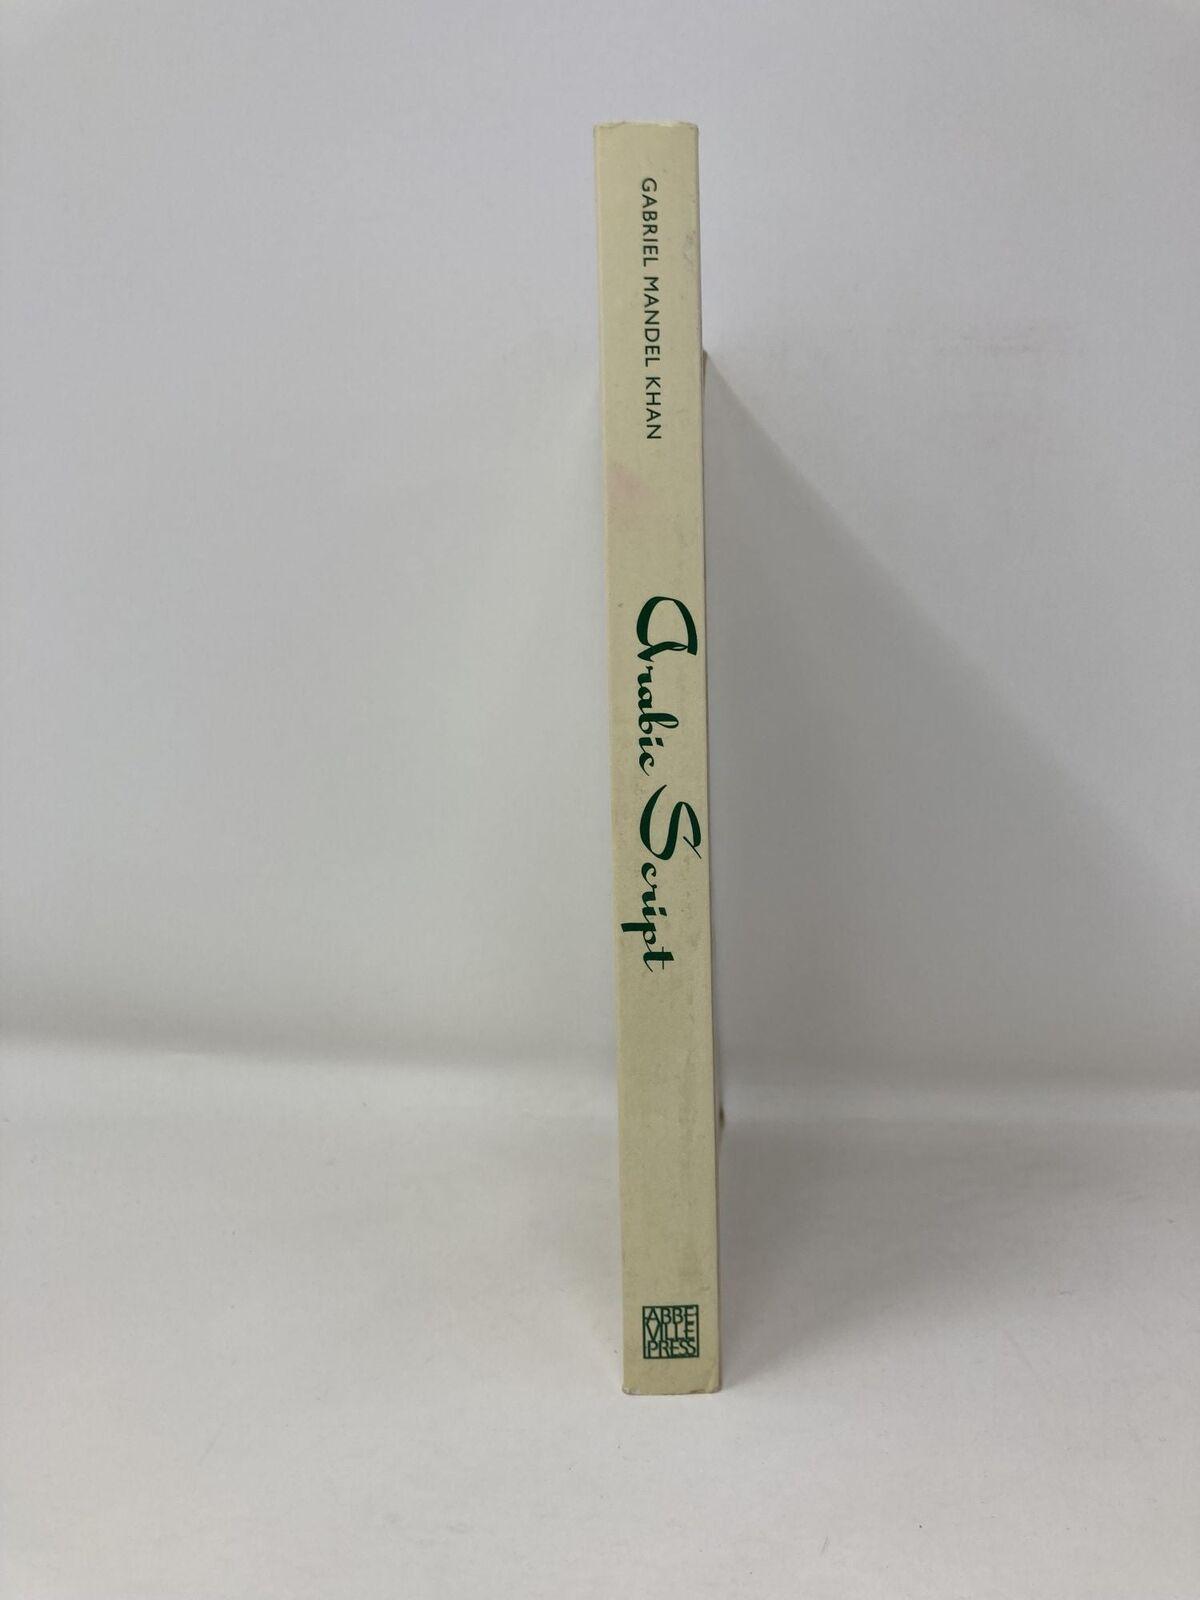 GABRIEL MANDEL KHAN
Arabic Script
ABBE
VILLE
PRESS